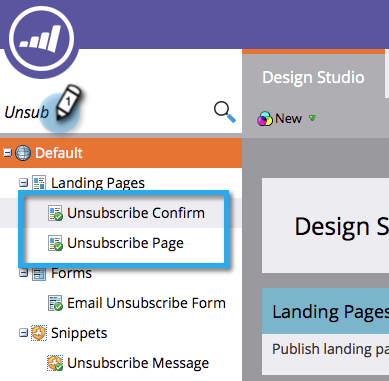 Design Studio
Unsub
1
New
Default
Landing Pages
Unsubscribe Confirm
Unsubscribe Page
Forms
Email Unsubscribe Form
Snippets
Unsubscribe Message
Design S
Landing Pages
Publish landing pa